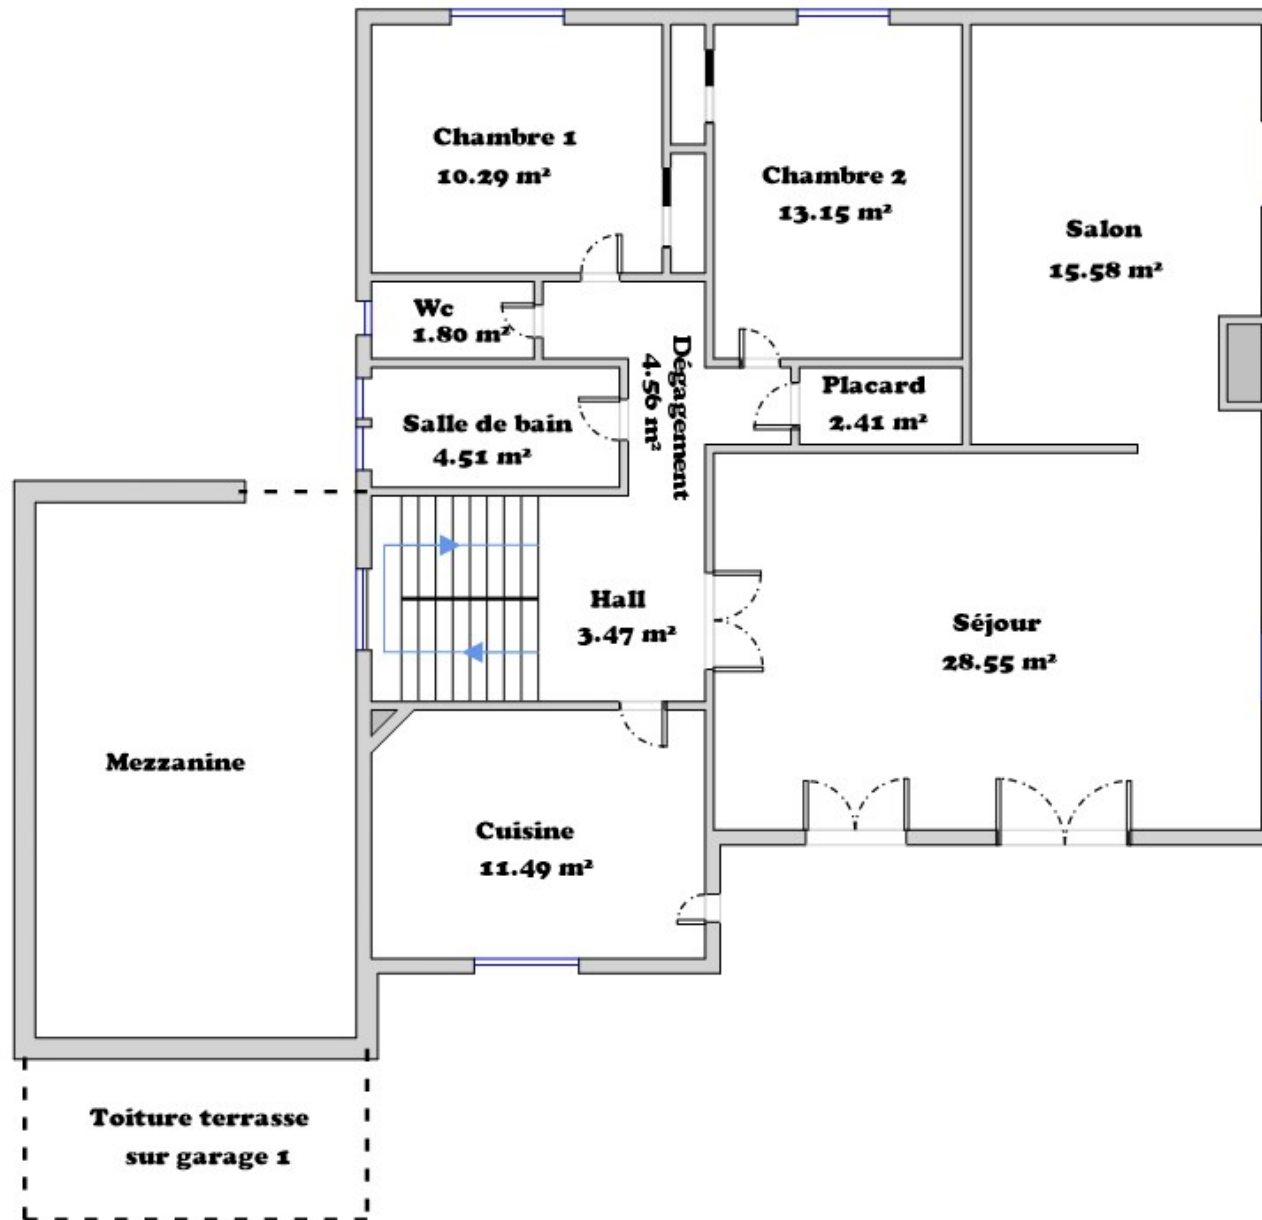 Chambre 1
10.29 m²
Chambre 2
13.15 m²
Salon
15.58 m²
Wc
1.80 m²
Dégagement
4.56 m²
Placard
2.41 m²
Salle de bain
4.51 m²
Hall
3.47 m²
Séjour
28.55 m²
Mezzanine
Cuisine
11.49 m²
Toiture terrasse
sur garage 1